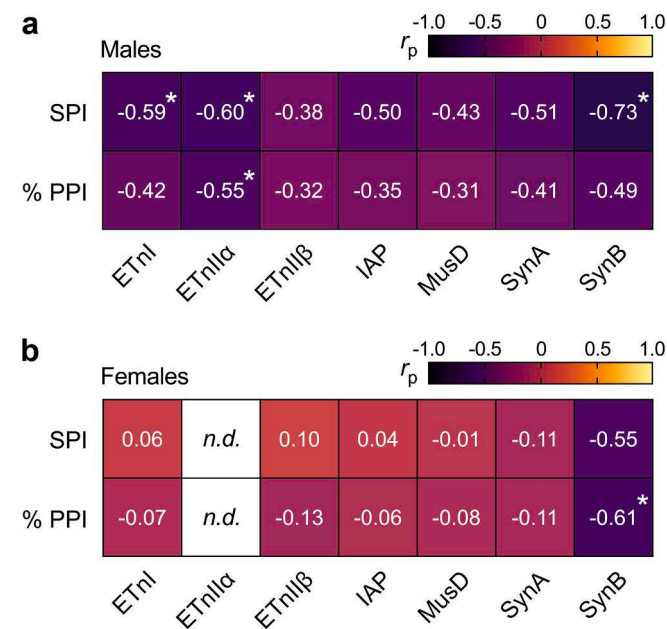 a
-1.0 -0.5 0 0.5 1.0
rp
Males
SPI -0.59* -0.60* -0.38 -0.50 -0.43 -0.51 -0.73*
% PPI -0.42 -0.55* -0.32 -0.35 -0.31 -0.41 -0.49
ETnI ETnIIα ETnIIβ IAP MusD SynA SynB
b
-1.0 -0.5 0 0.5 1.0
rp
Females
SPI 0.06 n.d. 0.10 0.04 -0.01 -0.11 -0.55
% PPI -0.07 n.d. -0.13 -0.06 -0.08 -0.11 -0.61*
ETnI ETnIIα ETnIIβ IAP MusD SynA SynB